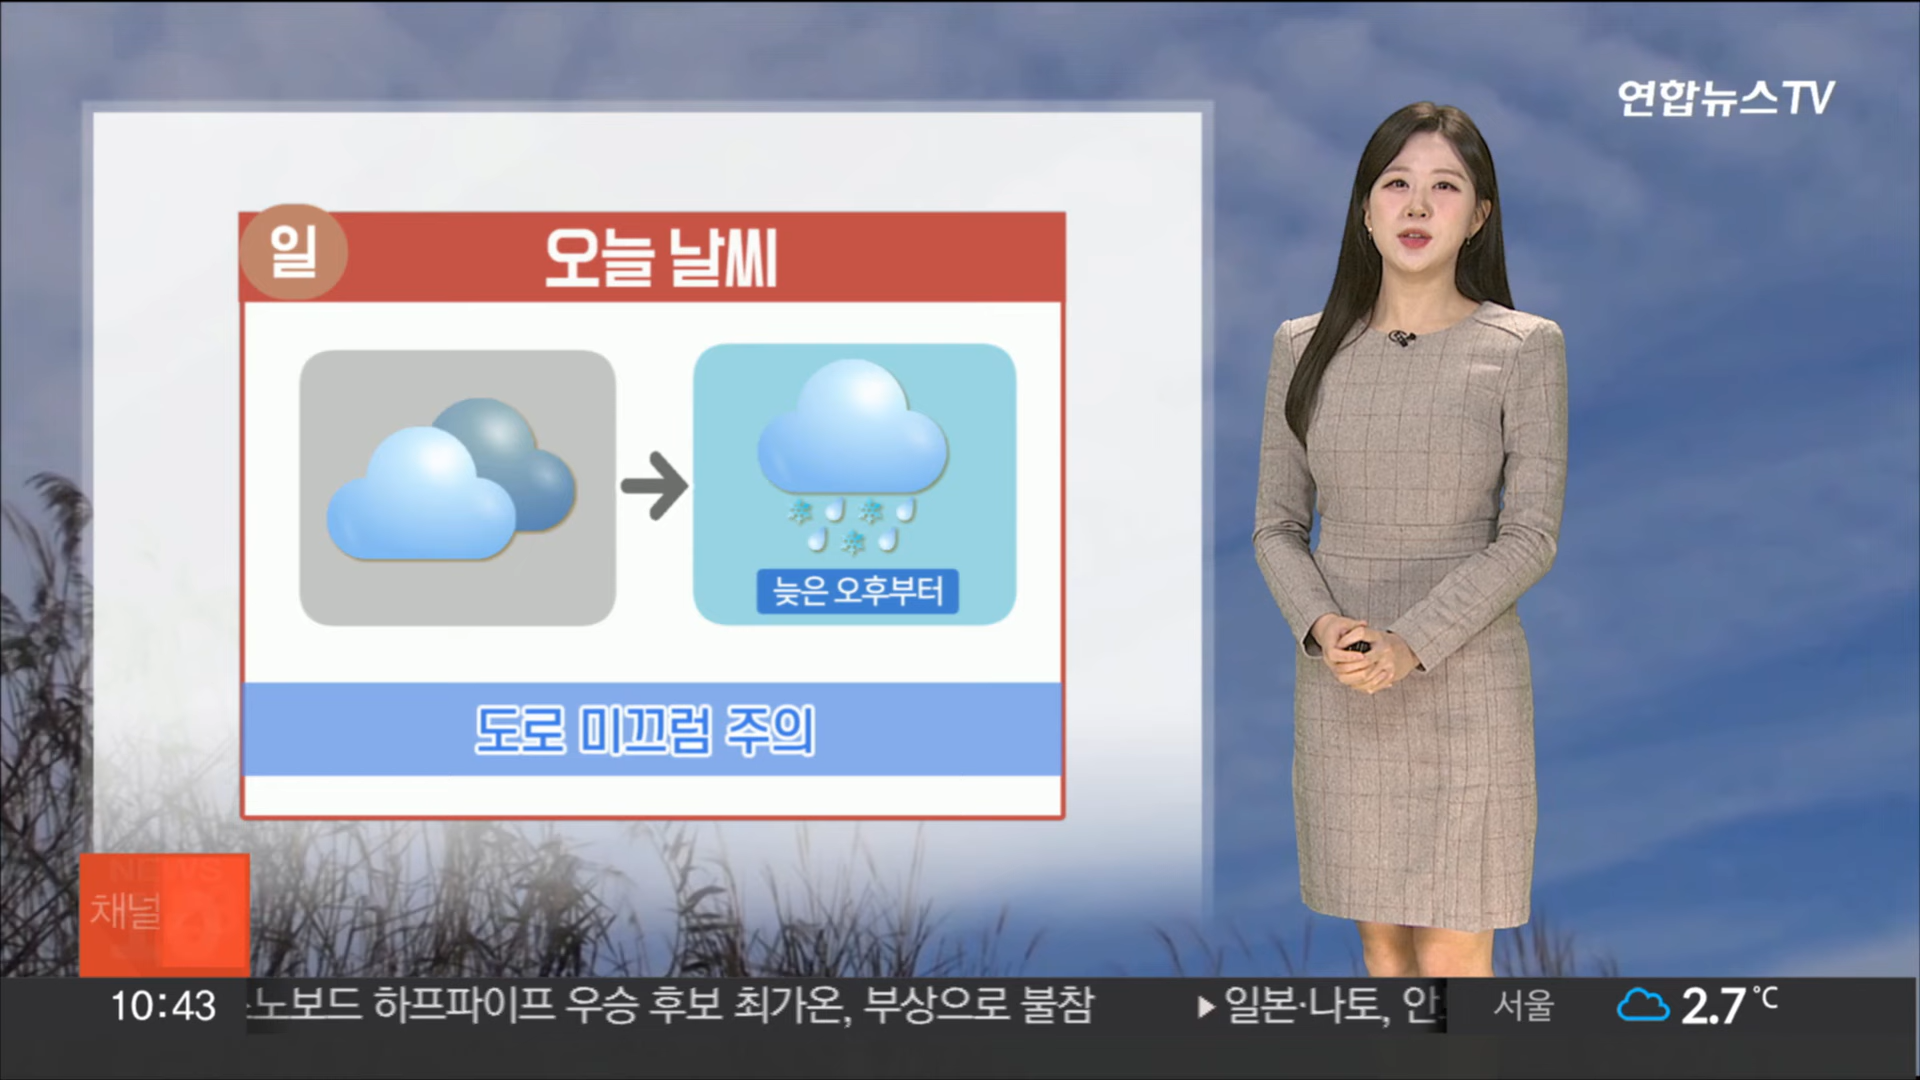 연합뉴스TV
일
오늘 날씨
늦은 오후부터
도로 미끄럼 주의
NEWS
채널
10:43 노보드 하프파이프 우승 후보 최가온, 부상으로 불참 ▶일본·나토, 안 서울 2.7℃